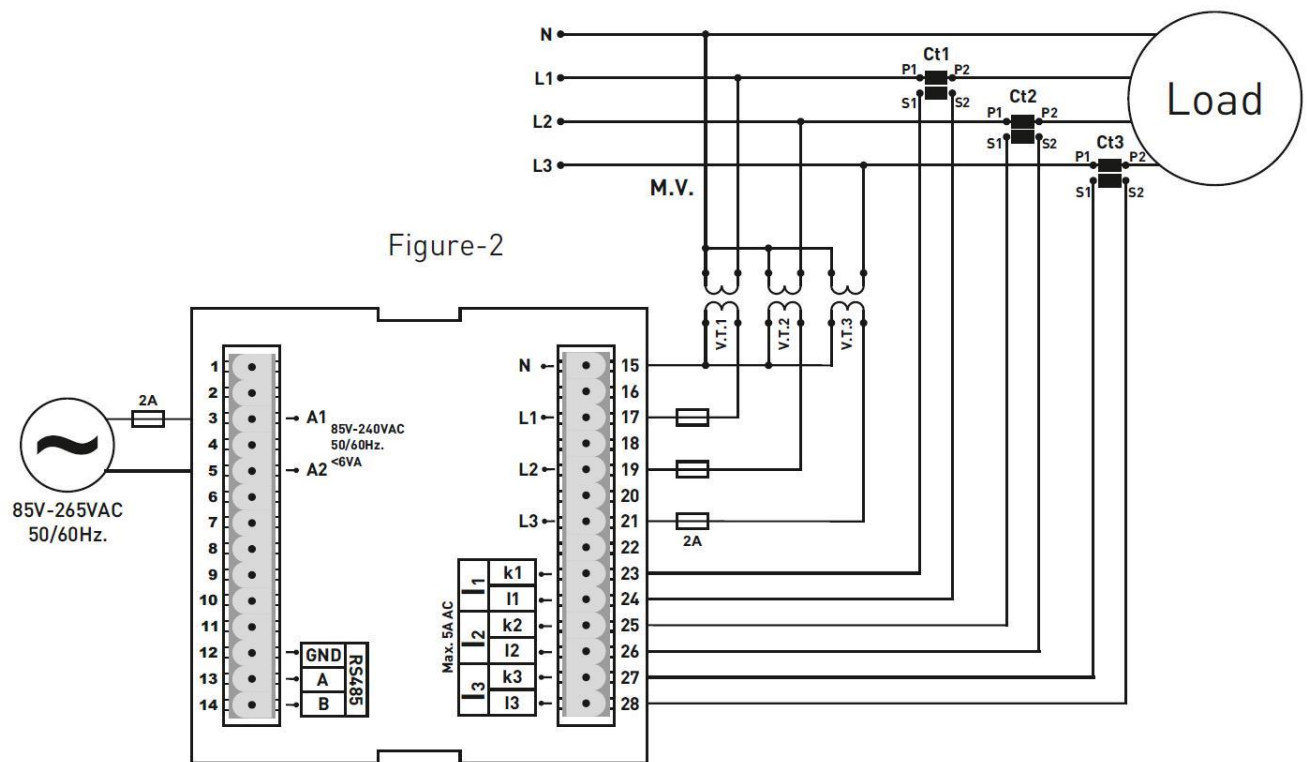 N
Ct1
L1
P1
P2
S1
S2
Ct2
L2
P1
P2
S1
S2
Ct3
L3
P1
P2
S1
S2
Load
M.V.
Figure-2
V.T.1
V.T.2
V.T.3
2A
85V-265VAC
50/60Hz.
1
2
3
4
5
6
7
8
9
10
11
12
13
14
A1
85V-240VAC
50/60Hz.
<6VA
A2
GND
A
B
RS485
N
L1
L2
L3
Max. 5A AC
I1
k1
l1
I2
k2
l2
I3
k3
l3
15
16
17
18
19
20
21
22
23
24
25
26
27
28
2A